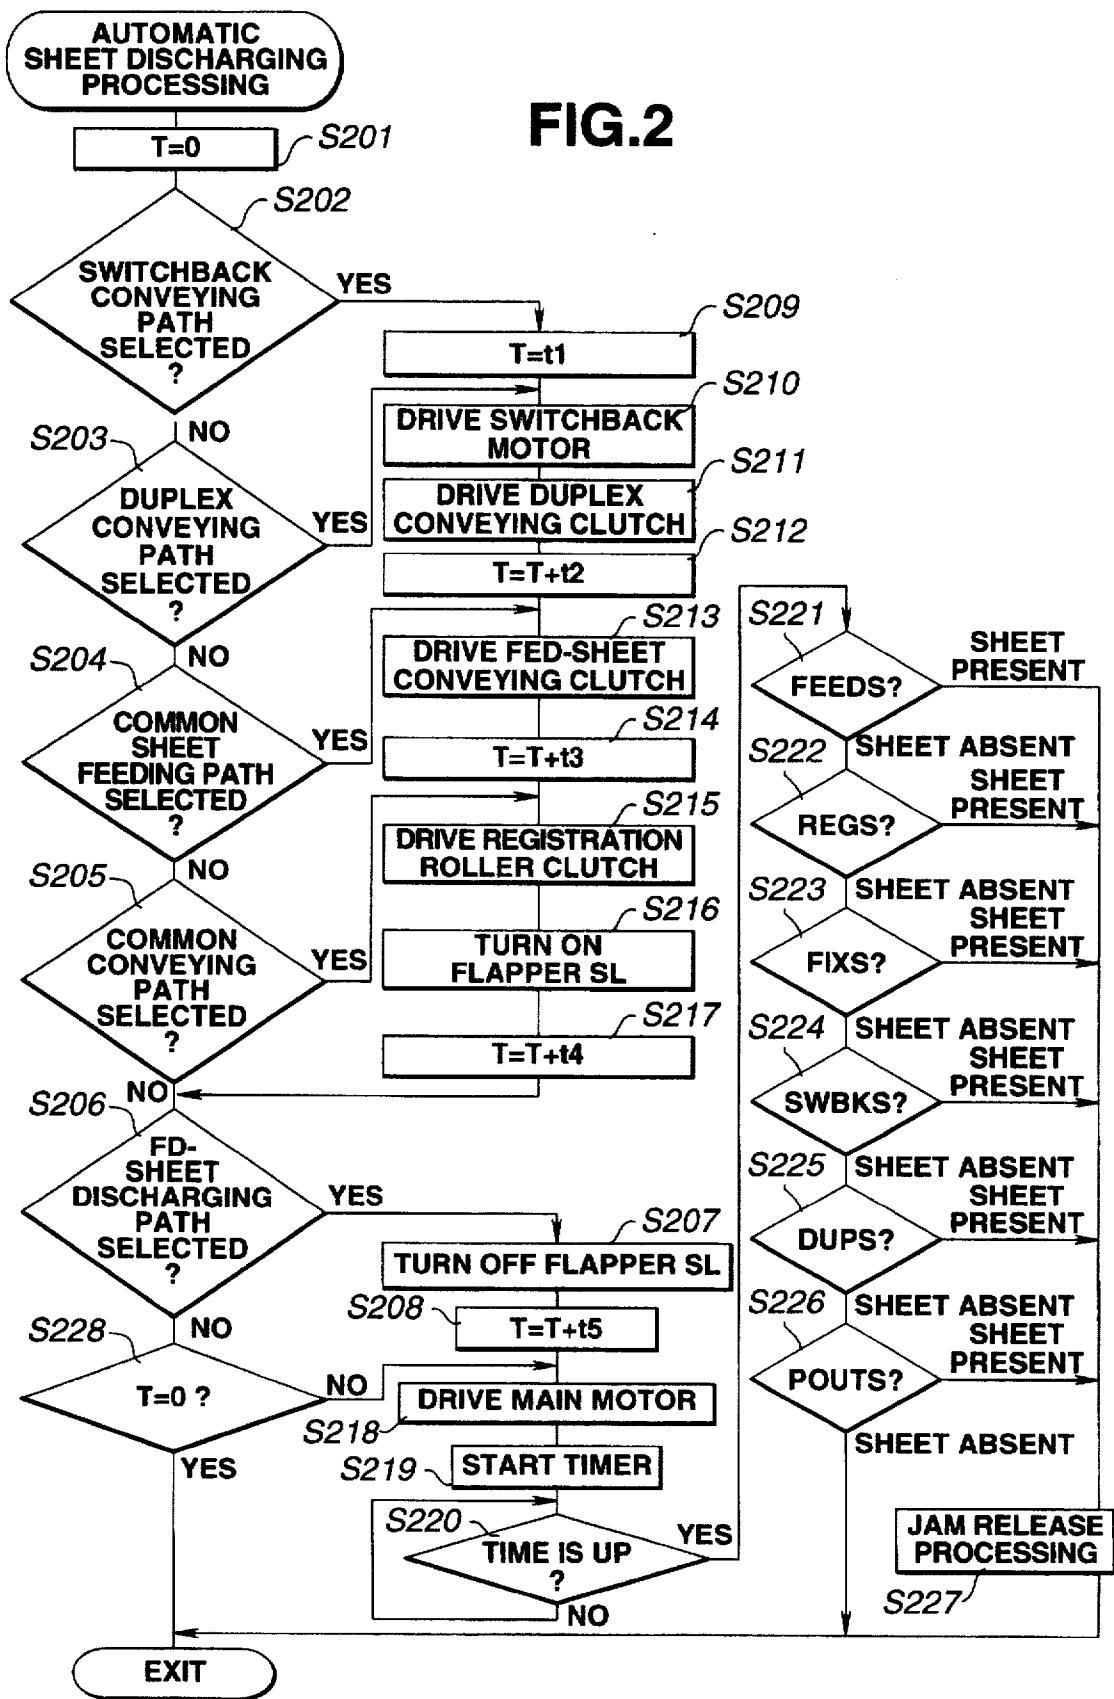 AUTOMATIC
SHEET DISCHARGING
PROCESSING
FIG.2
T=0
S201
S202
SWITCHBACK
CONVEYING
PATH
SELECTED
?
YES
NO
S209
T=t1
S210
DRIVE SWITCHBACK
MOTOR
S203
DUPLEX
CONVEYING
PATH
SELECTED
?
YES
NO
S211
DRIVE DUPLEX
CONVEYING CLUTCH
S212
T=T+t2
S204
COMMON
SHEET
FEEDING PATH
SELECTED
?
YES
NO
S213
DRIVE FED-SHEET
CONVEYING CLUTCH
S214
T=T+t3
S205
COMMON
CONVEYING
PATH
SELECTED
?
YES
NO
S215
DRIVE REGISTRATION
ROLLER CLUTCH
S216
TURN ON
FLAPPER SL
S217
T=T+t4
S206
FD-
SHEET
DISCHARGING
PATH
SELECTED
?
YES
NO
S207
TURN OFF FLAPPER SL
S208
T=T+t5
S228
T=0 ?
NO
YES
DRIVE MAIN MOTOR
S218
START TIMER
S219
S220
TIME IS UP
?
YES
NO
S221
FEEDS?
SHEET
PRESENT
SHEET ABSENT
S222
REGS?
SHEET
PRESENT
SHEET ABSENT
S223
FIXS?
SHEET
PRESENT
SHEET ABSENT
S224
SWBKS?
SHEET
PRESENT
SHEET ABSENT
S225
DUPS?
SHEET
PRESENT
SHEET ABSENT
S226
POUTS?
SHEET
PRESENT
SHEET ABSENT
JAM RELEASE
PROCESSING
S227
EXIT